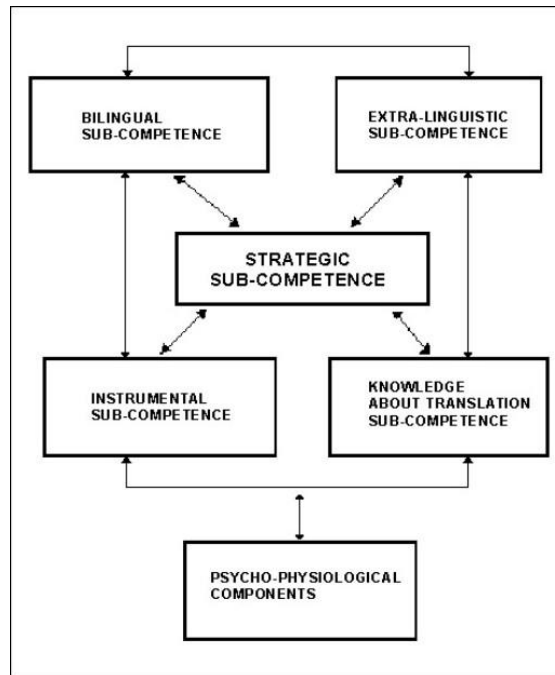 BILINGUAL
SUB-COMPETENCE
EXTRA-LINGUISTIC
SUB-COMPETENCE
STRATEGIC
SUB-COMPETENCE
INSTRUMENTAL
SUB-COMPETENCE
KNOWLEDGE
ABOUT TRANSLATION
SUB-COMPETENCE
PSYCHO-PHYSIOLOGICAL
COMPONENTS